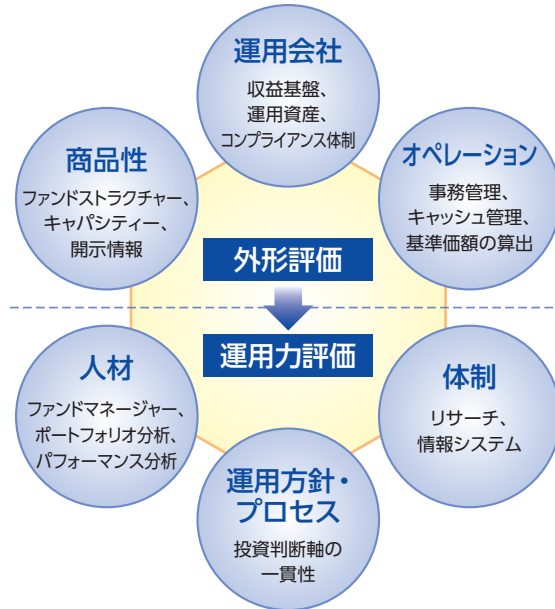 運用会社
収益基盤、
運用資産、
コンプライアンス体制
商品性
ファンドストラクチャー、
キャパシティー、
開示情報
オペレーション
事務管理、
キャッシュ管理、
基準価額の算出
外形評価
運用力評価
人材
ファンドマネージャー、
ポートフォリオ分析、
パフォーマンス分析
体制
リサーチ、
情報システム
運用方針・
プロセス
投資判断軸の
一貫性